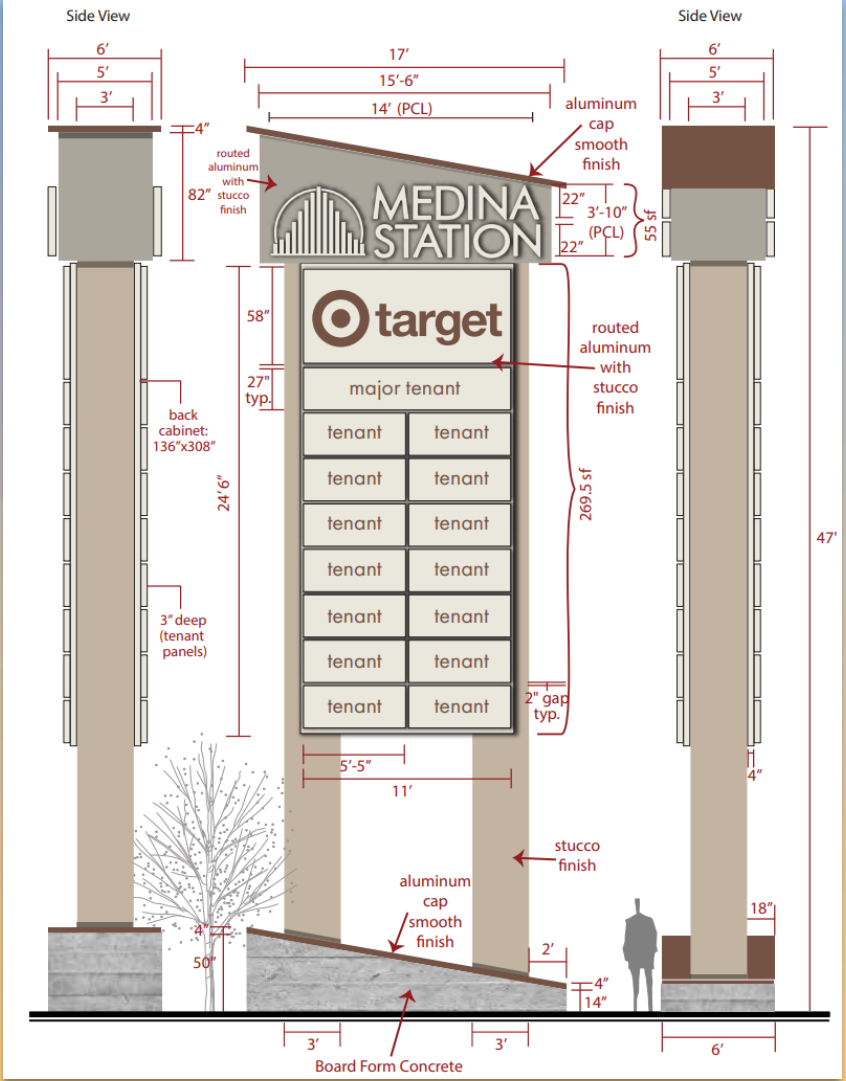 Side View
Side View
6'
5'
3'
4"
82"
17'
15'-6"
14' (PCL)
aluminum
cap
smooth
finish
6'
5'
3'
routed
aluminum
with
stucco
finish
MEDINA
STATION
22"
22"
3'-10"
(PCL)
55 sf
58"
27"
typ.
24'6"
target
major tenant
tenant tenant
tenant tenant
tenant tenant
tenant tenant
tenant tenant
tenant tenant
tenant tenant
routed
aluminum
with
stucco
finish
269.5 sf
47'
back
cabinet:
136"x308"
3" deep
(tenant
panels)
2" gap
typ.
5'-5"
11'
4"
stucco
finish
aluminum
cap
smooth
finish
4"
50"
2'
4"
14"
18"
3'
3'
6'
Board Form Concrete